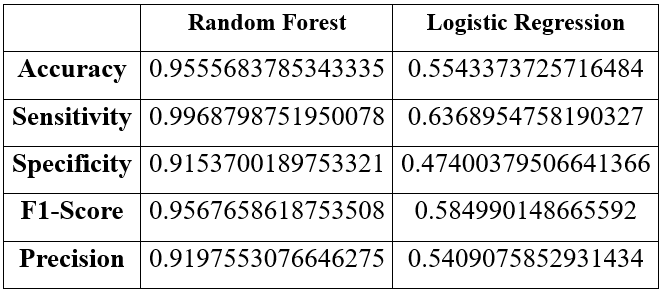 Random Forest Logistic Regression
Accuracy 0.9555683785343335 0.5543373725716484
Sensitivity 0.9968798751950078 0.6368954758190327
Specificity 0.9153700189753321 0.47400379506641366
F1-Score 0.9567658618753508 0.584990148665592
Precision 0.9197553076646275 0.5409075852931434